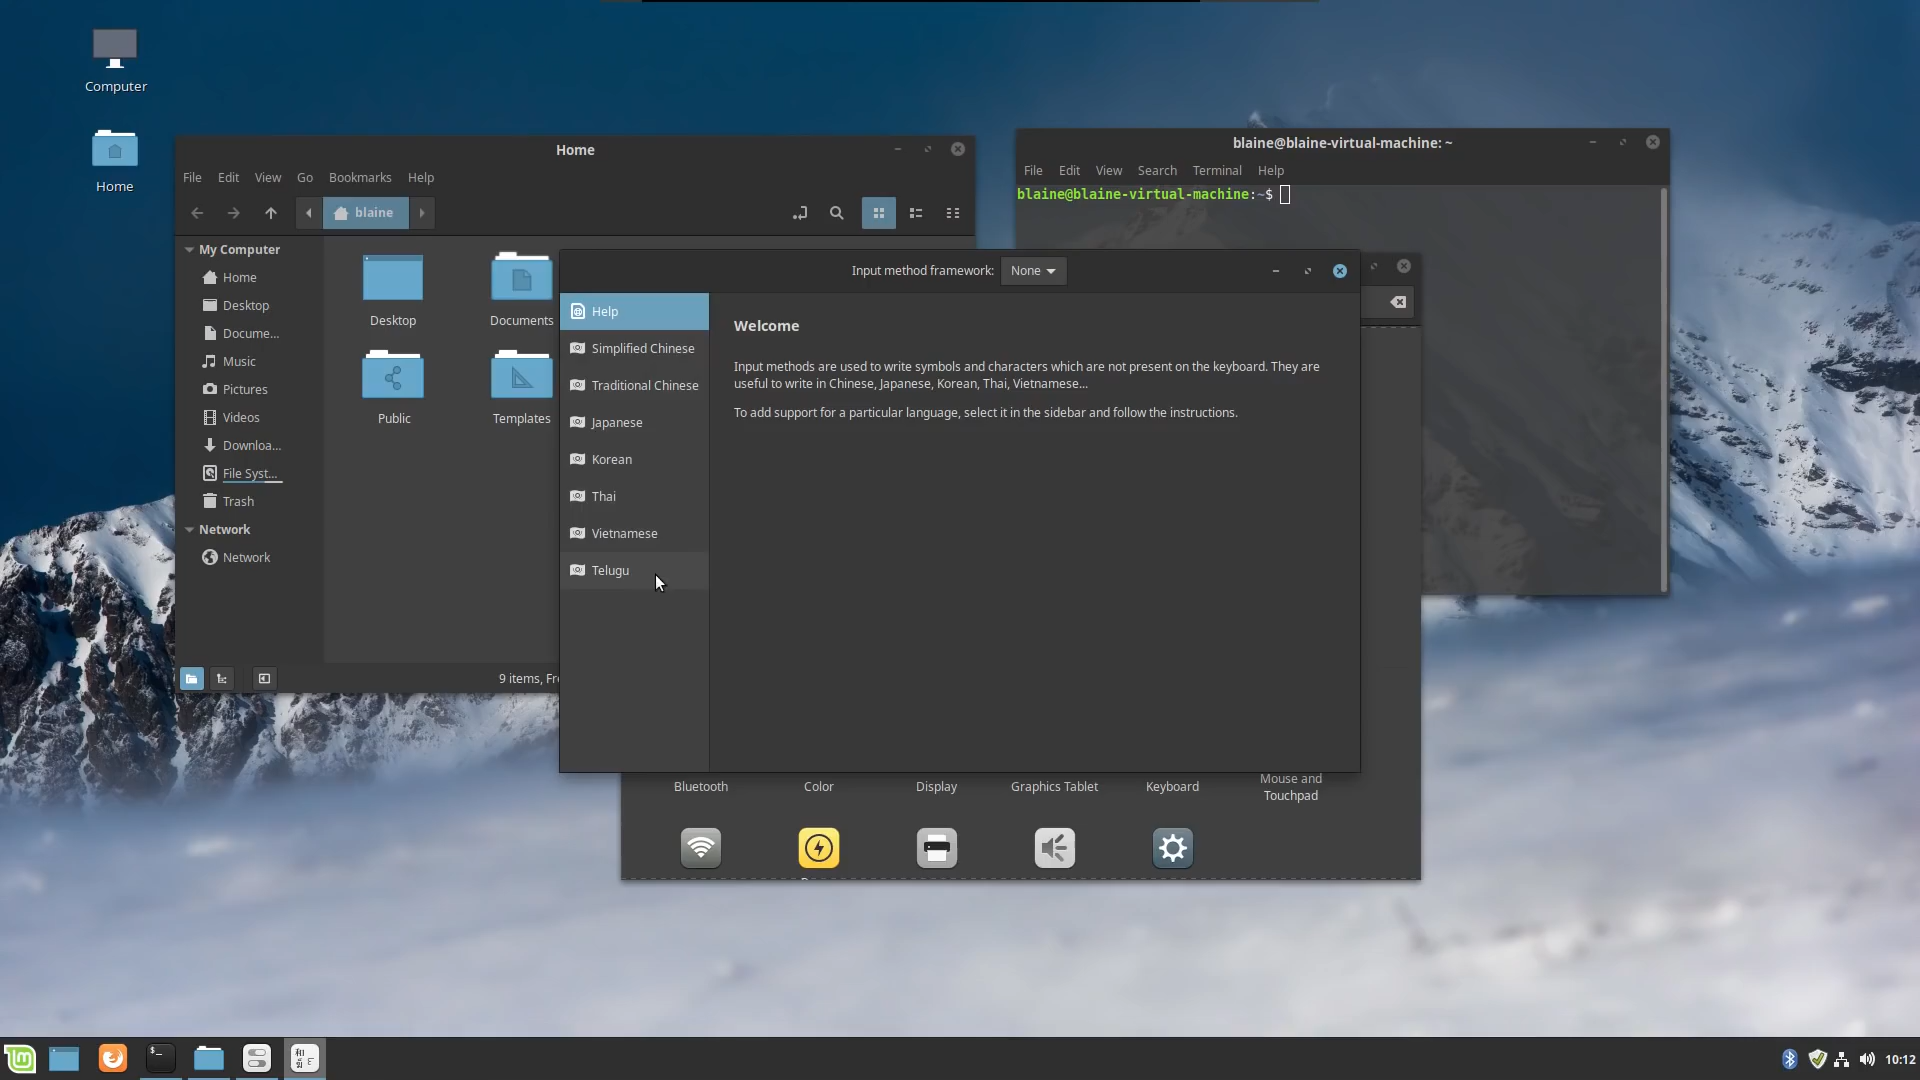 Computer
Home
Home
File Edit View Go Bookmarks Help
blaine
My Computer
Home
Desktop
Docume...
Music
Pictures
Videos
Downloa...
File Syst...
Trash
Network
Network
Desktop
Documents
Public
Templates
9 items, Fr
blaine@blaine-virtual-machine: ~
File Edit View Search Terminal Help
blaine@blaine-virtual-machine:~$
Input method framework: None
Help
Simplified Chinese
Traditional Chinese
Japanese
Korean
Thai
Vietnamese
Telugu
Welcome
Input methods are used to write symbols and characters which are not present on the keyboard. They are
useful to write in Chinese, Japanese, Korean, Thai, Vietnamese...
To add support for a particular language, select it in the sidebar and follow the instructions.
Bluetooth
Color
Display
Graphics Tablet
Keyboard
Mouse and
Touchpad
10:12